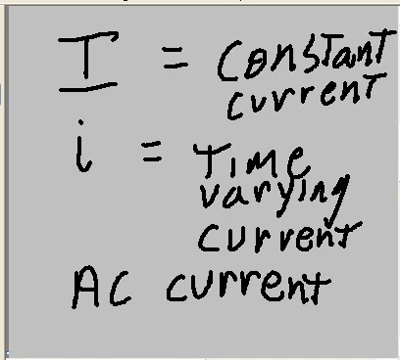 I = constant
current
i = Time
varying
current
AC current